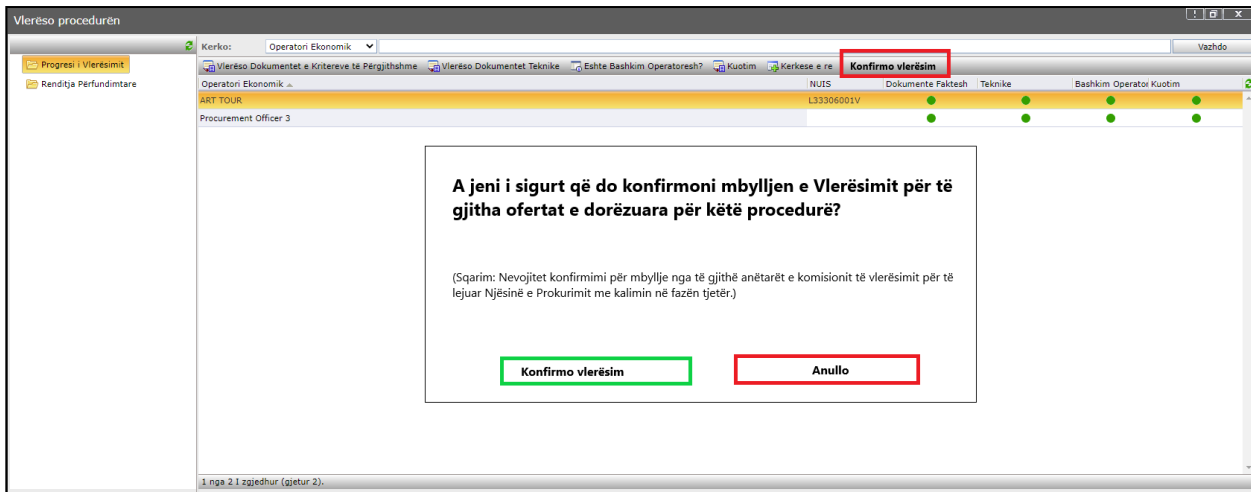 Vlerëso procedurën
Kerko: Operatori Ekonomik Vazhdo
Progresi i Vlerësimit
Renditja Përfundimtare
Vlerëso Dokumentet e Kritereve të Përgjithshme Vlerëso Dokumentet Teknike Eshte Bashkim Operatoresh? Kuotim Kerkese e re Konfirmo vlerësim
Operatori Ekonomik NUIS Dokumente Faktesh Teknike Bashkim Operator Kuotim
ART TOUR L33306001V
Procurement Officer 3
A jeni i sigurt që do konfirmoni mbylljen e Vlerësimit për të
gjitha ofertat e dorëzuara për këtë procedurë?
(Sqarim: Nevojitet konfirmimi për mbyllje nga të gjithë anëtarët e komisionit të vlerësimit për të
lejuar Njësinë e Prokurimit me kalimin në fazën tjetër.)
Konfirmo vlerësim Anullo
1 nga 2 I zgjedhur (gjetur 2).